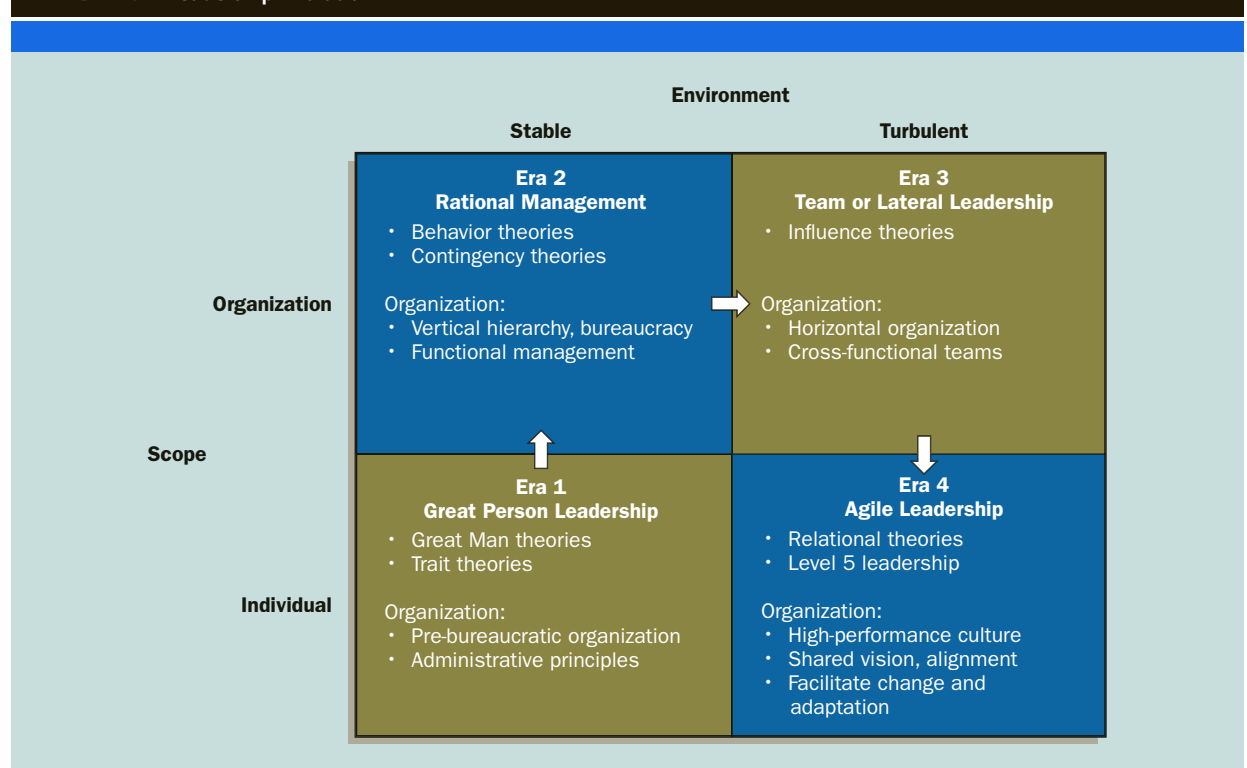 Environment
Stable
Turbulent
Era 2
Rational Management
• Behavior theories
• Contingency theories
Organization:
• Vertical hierarchy, bureaucracy
• Functional management
Era 3
Team or Lateral Leadership
• Influence theories
Organization:
• Horizontal organization
• Cross-functional teams
Organization
Scope
Individual
Era 1
Great Person Leadership
• Great Man theories
• Trait theories
Organization:
• Pre-bureaucratic organization
• Administrative principles
Era 4
Agile Leadership
• Relational theories
• Level 5 leadership
Organization:
• High-performance culture
• Shared vision, alignment
• Facilitate change and
adaptation